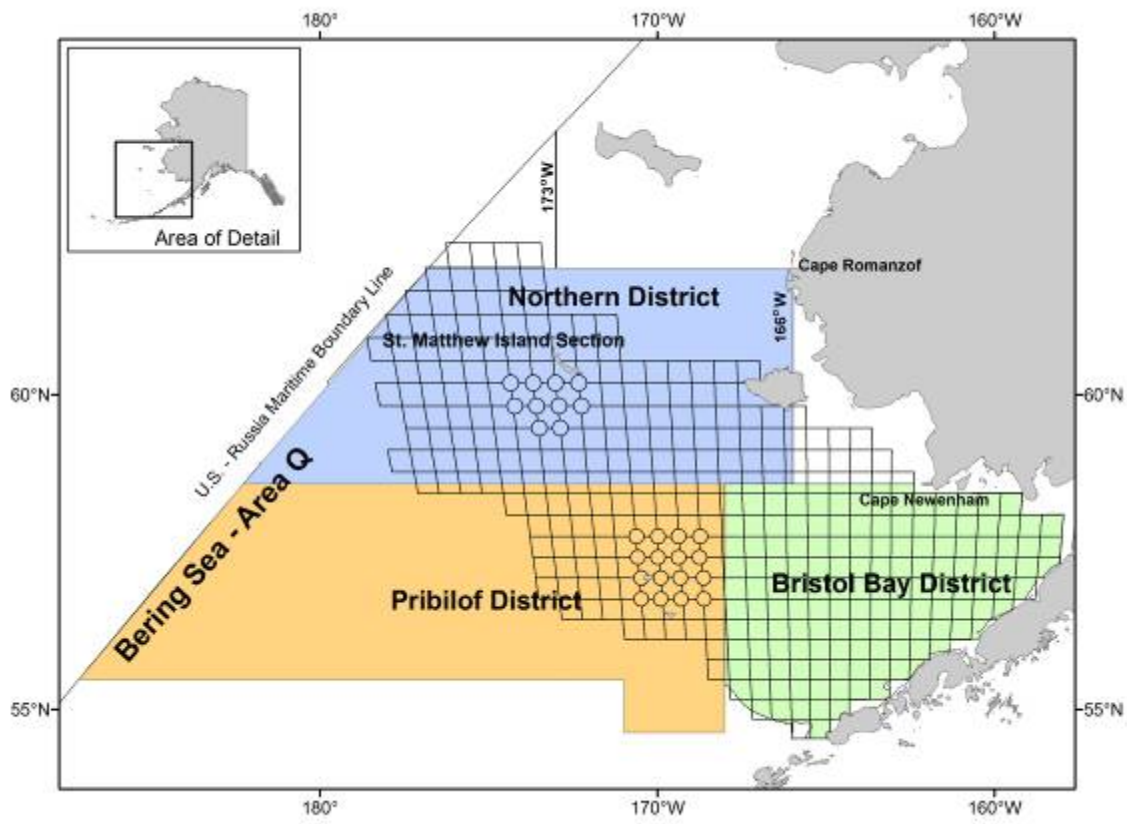 180°
170°W
160°W
Area of Detail
173°W
Cape Romanzof
Northern District
166°W
St. Matthew Island Section
U.S. - Russia Maritime Boundary Line
60°N
60°N
Bering Sea - Area Q
Cape Newenham
Pribilof District
Bristol Bay District
55°N
55°N
180°
170°W
160°W